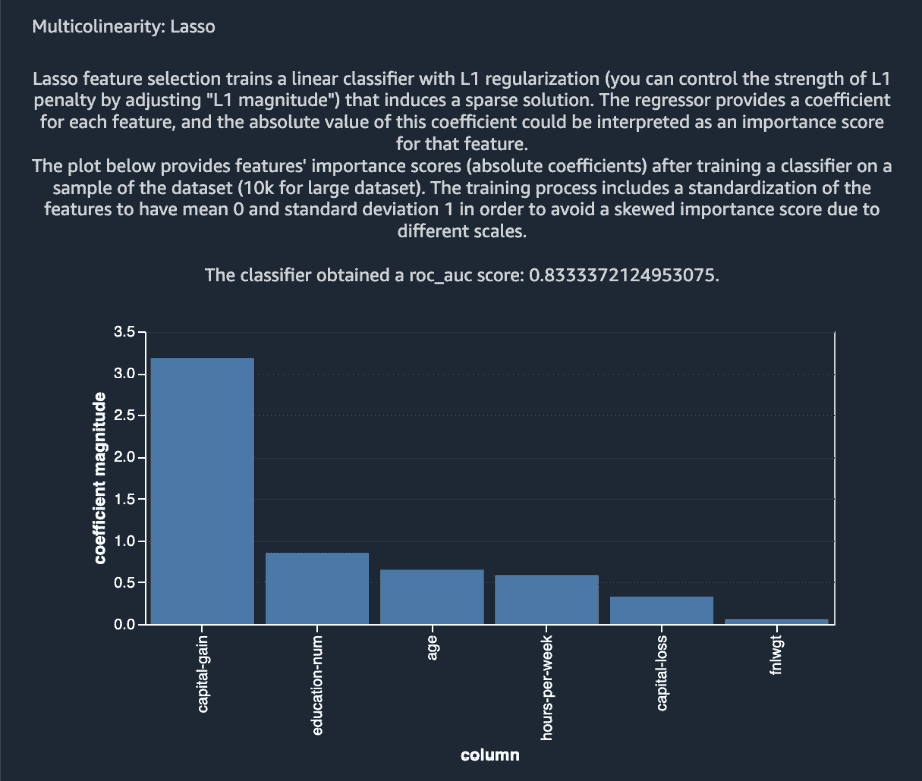 Multicolinearity: Lasso
Lasso feature selection trains a linear classifier with L1 regularization (you can control the strength of L1
penalty by adjusting "L1 magnitude") that induces a sparse solution. The regressor provides a coefficient
for each feature, and the absolute value of this coefficient could be interpreted as an importance score
for that feature.
The plot below provides features' importance scores (absolute coefficients) after training a classifier on a
sample of the dataset (10k for large dataset). The training process includes a standardization of the
features to have mean 0 and standard deviation 1 in order to avoid a skewed importance score due to
different scales.
The classifier obtained a roc_auc score: 0.8333372124953075.
coefficient magnitude
3.5
3.0
2.5
2.0
1.5
1.0
0.5
0.0
capital-gain
education-num
age
hours-per-week
capital-loss
fnlwgt
column